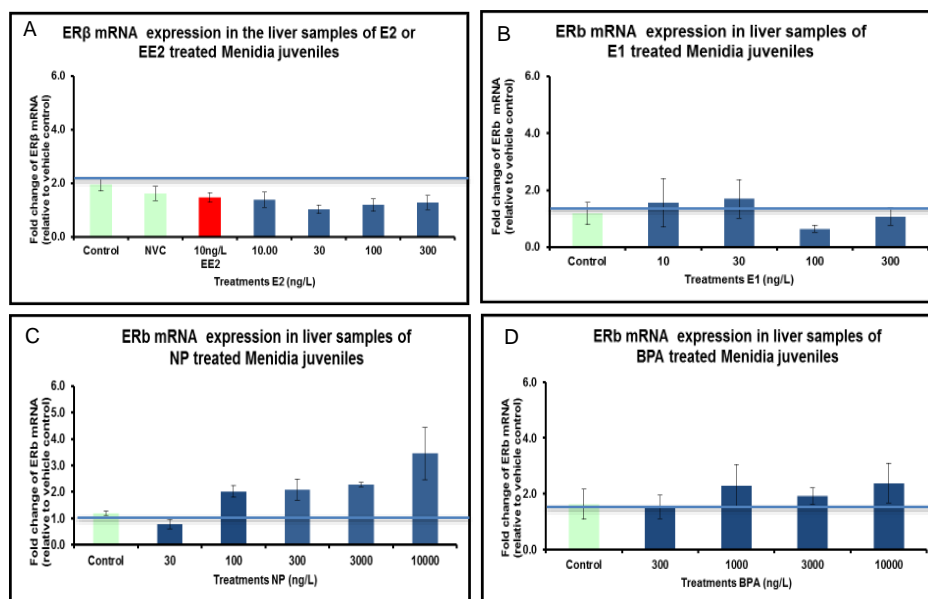 A
ERβ mRNA expression in the liver samples of E2 or
EE2 treated Menidia juveniles
Fold change of ERβ mRNA
(relative to vehicle control)
6.0
4.0
2.0
0.0
Control NVC 10ng/L 10.00 30 100 300
EE2
Treatments E2 (ng/L)
B
ERb mRNA expression in liver samples of
E1 treated Menidia juveniles
Fold change of ERb mRNA
(relative to vehicle control)
6.0
4.0
2.0
0.0
Control 10 30 100 300
Treatments E1 (ng/L)
C
ERb mRNA expression in liver samples of
NP treated Menidia juveniles
Fold change of ERb mRNA
(relative to vehicle control)
6.0
5.0
4.0
3.0
2.0
1.0
0.0
Control 30 100 300 3000 10000
Treatments NP (ng/L)
D
ERb mRNA expression in liver samples of
BPA treated Menidia juveniles
Fold change of ERb mRNA
(relative to vehicle control)
6.0
4.0
2.0
0.0
Control 300 1000 3000 10000
Treatments BPA (ng/L)